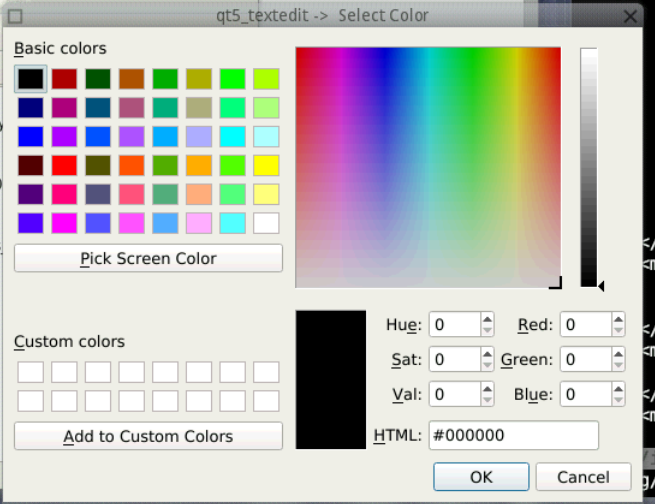 qt5_textedit -> Select Color
Basic colors
Pick Screen Color
Custom colors
Add to Custom Colors
Hue: 0 Red: 0
Sat: 0 Green: 0
Val: 0 Blue: 0
HTML: #000000
OK Cancel